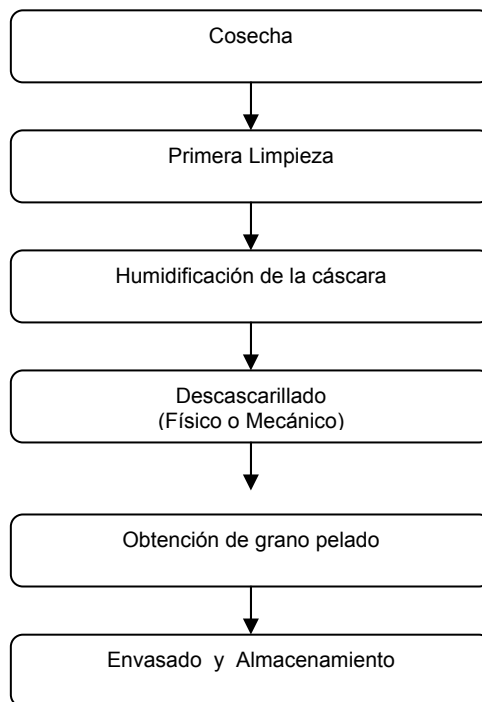 Cosecha
Primera Limpieza
Humidificación de la cáscara
Descascarillado
(Físico o Mecánico)
Obtención de grano pelado
Envasado y Almacenamiento